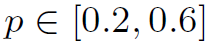 p ∈ [0.2, 0.6]